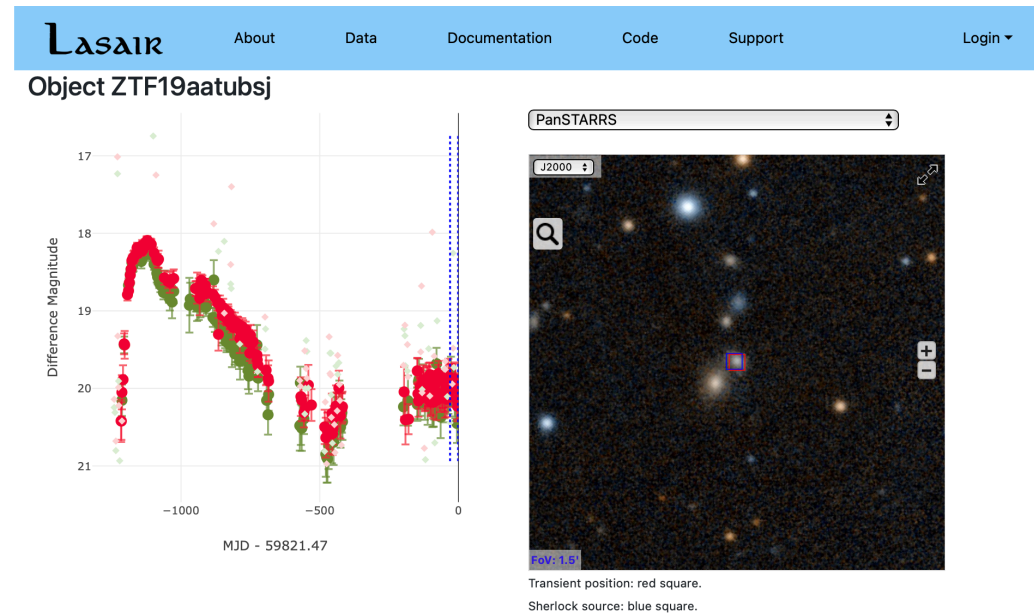 LASAIR About Data Documentation Code Support Login
Object ZTF19aatubsj
PanSTARRS
J2000
17
18
19
20
21
Difference Magnitude
−1000 −500 0
MJD - 59821.47
+
−
FoV: 1.5'
Transient position: red square.
Sherlock source: blue square.